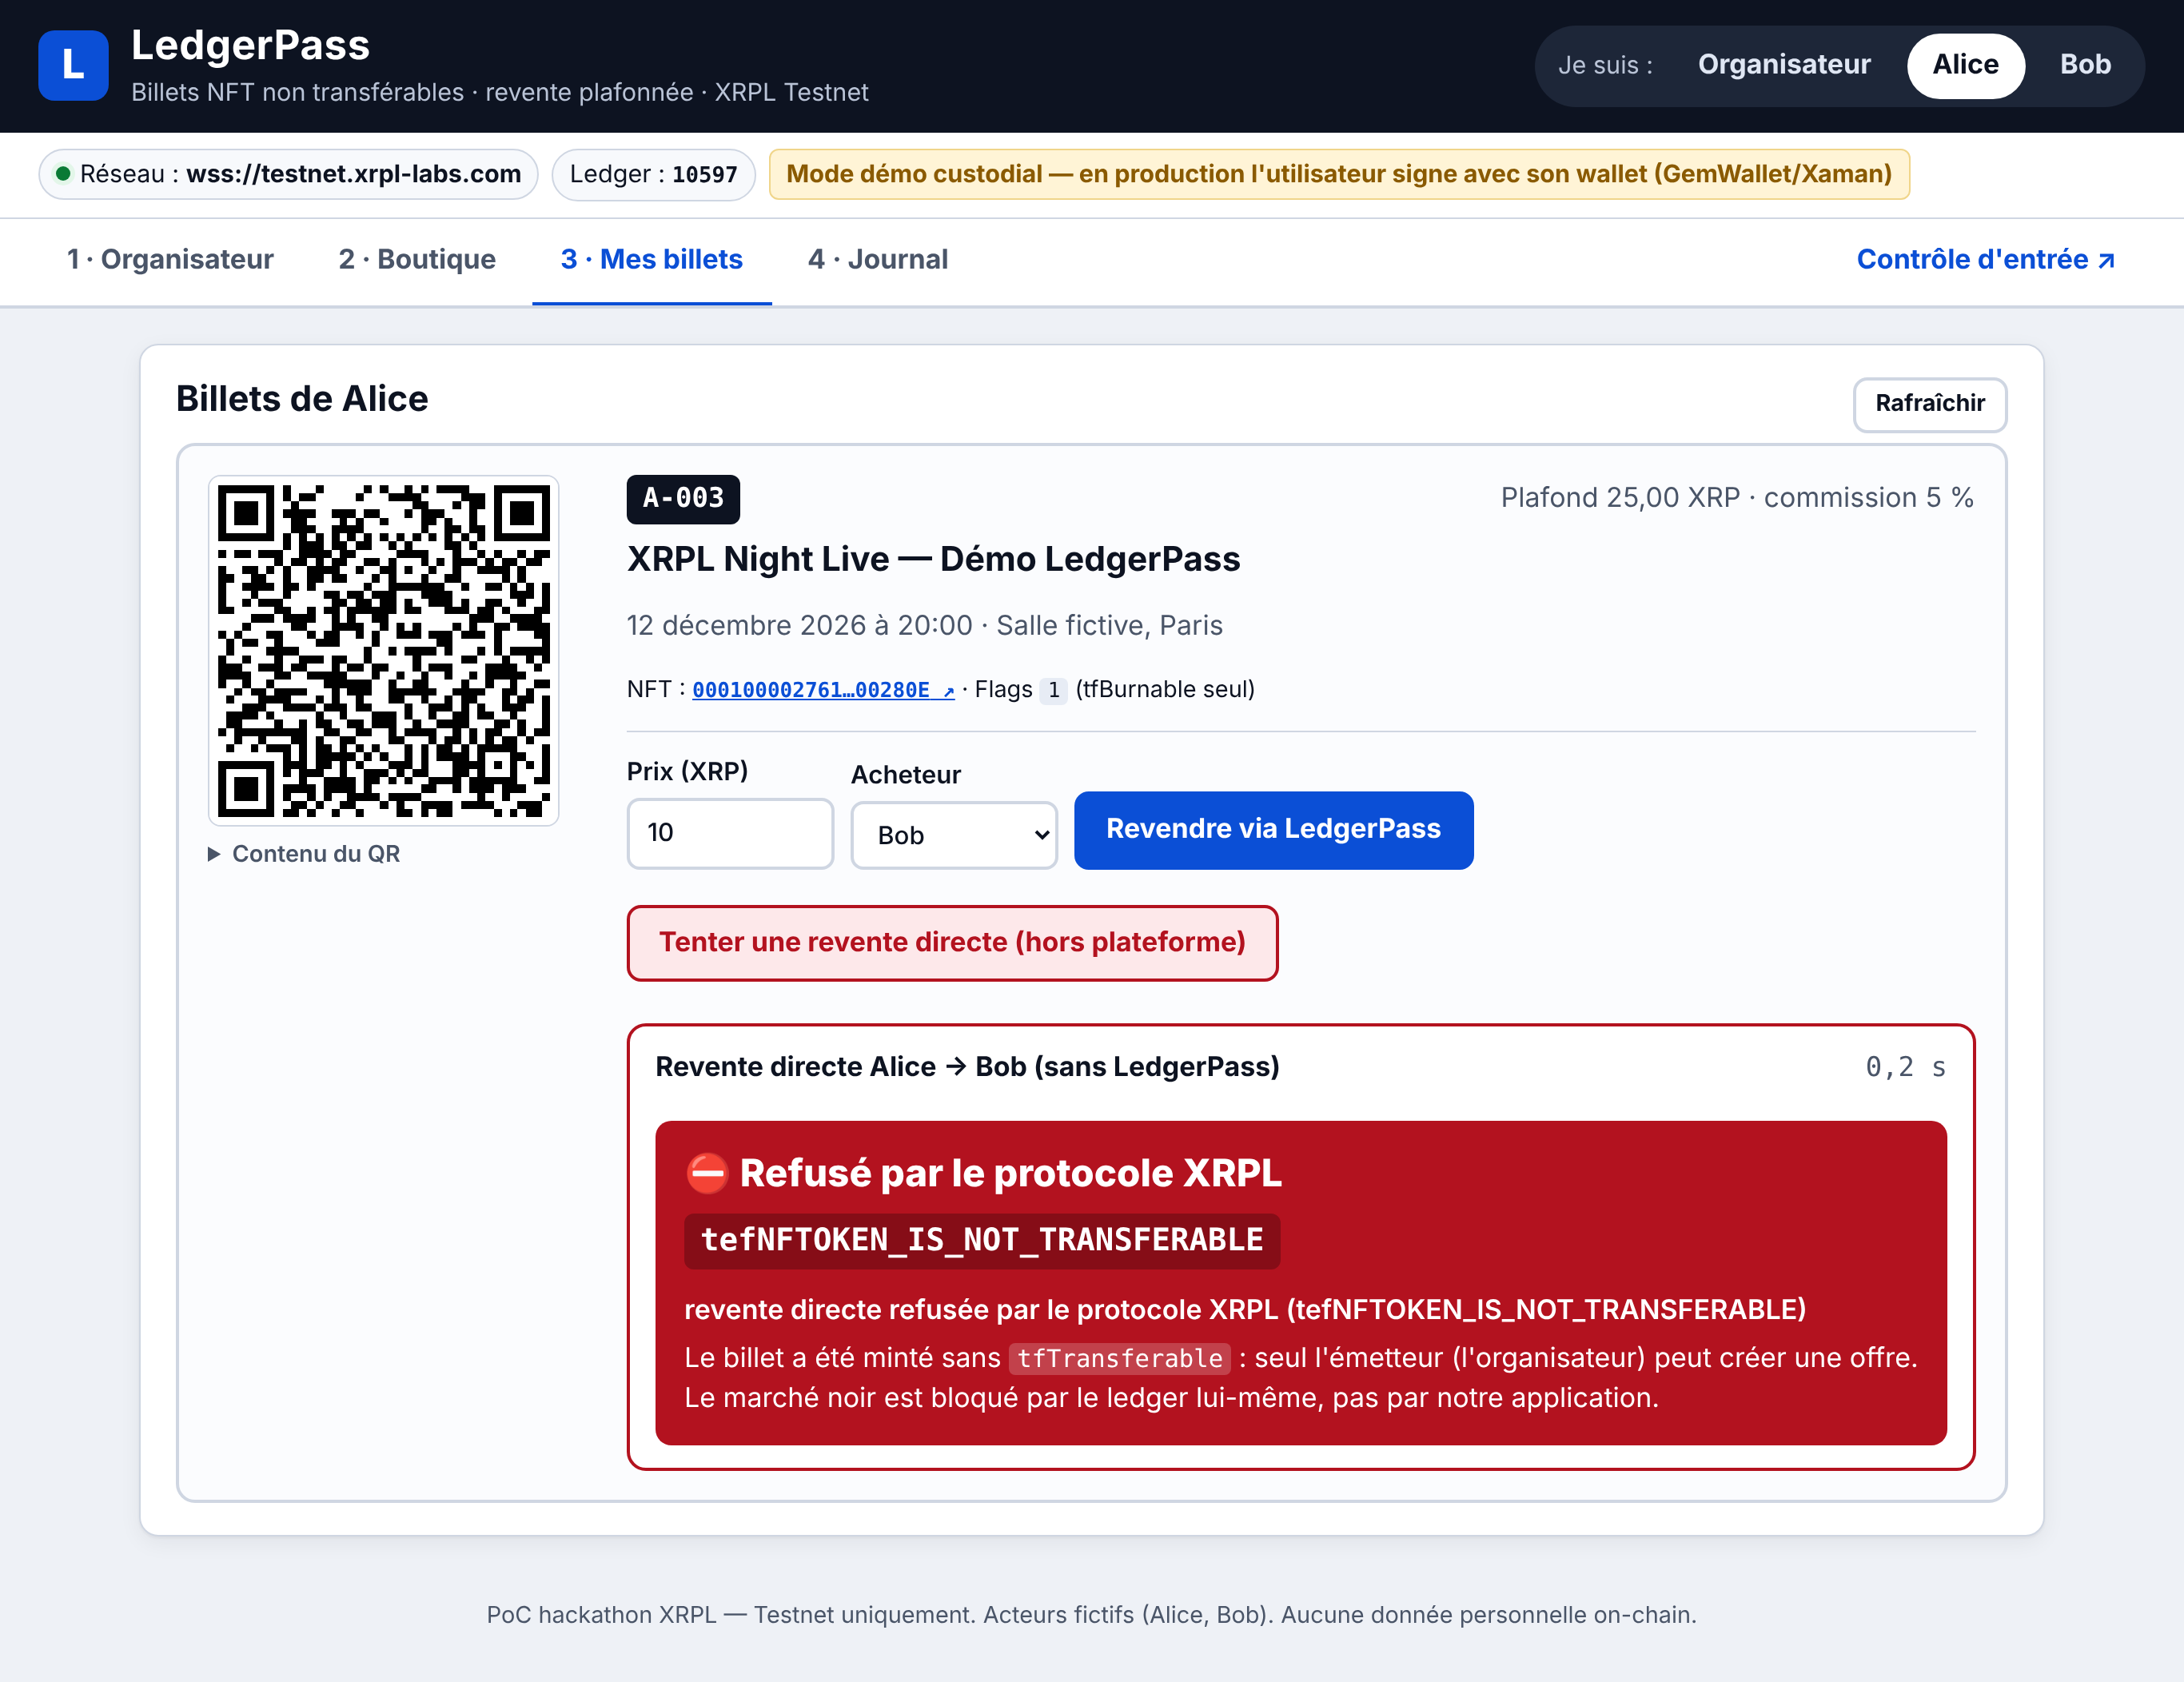 L
LedgerPass
Billets NFT non transférables · revente plafonnée · XRPL Testnet
Je suis : Organisateur Alice Bob
Réseau : wss://testnet.xrpl-labs.com Ledger : 10597 Mode démo custodial — en production l'utilisateur signe avec son wallet (GemWallet/Xaman)
1 · Organisateur 2 · Boutique 3 · Mes billets 4 · Journal Contrôle d'entrée ↗
Billets de Alice Rafraîchir
A-003 Plafond 25,00 XRP · commission 5 %
XRPL Night Live — Démo LedgerPass
12 décembre 2026 à 20:00 · Salle fictive, Paris
NFT : 000100002761…00280E ↗ · Flags 1 (tfBurnable seul)
Prix (XRP) Acheteur
10 Bob Revendre via LedgerPass
▶ Contenu du QR
Tenter une revente directe (hors plateforme)
Revente directe Alice → Bob (sans LedgerPass) 0,2 s
⛔ Refusé par le protocole XRPL
tefNFTOKEN_IS_NOT_TRANSFERABLE
revente directe refusée par le protocole XRPL (tefNFTOKEN_IS_NOT_TRANSFERABLE)
Le billet a été minté sans tfTransferable : seul l'émetteur (l'organisateur) peut créer une offre.
Le marché noir est bloqué par le ledger lui-même, pas par notre application.
PoC hackathon XRPL — Testnet uniquement. Acteurs fictifs (Alice, Bob). Aucune donnée personnelle on-chain.